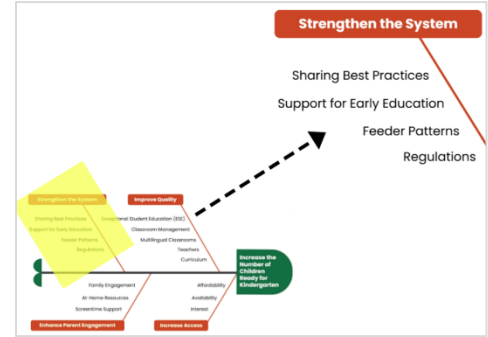 Strengthen the System
Sharing Best Practices
Support for Early Education
Feeder Patterns
Regulations
Strengthen the System
Improve Quality
Sharing Best Practices
Exceptional Student Education (ESE)
Support for Early Education
Classroom Management
Feeder Patterns
Multilingual Classrooms
Regulations
Teachers
Curriculum
Increase the
Number of
Children
Ready for
Kindergarten
Family Engagement
Affordability
At-Home Resources
Availability
Screentime Support
Interest
Enhance Parent Engagement
Increase Access